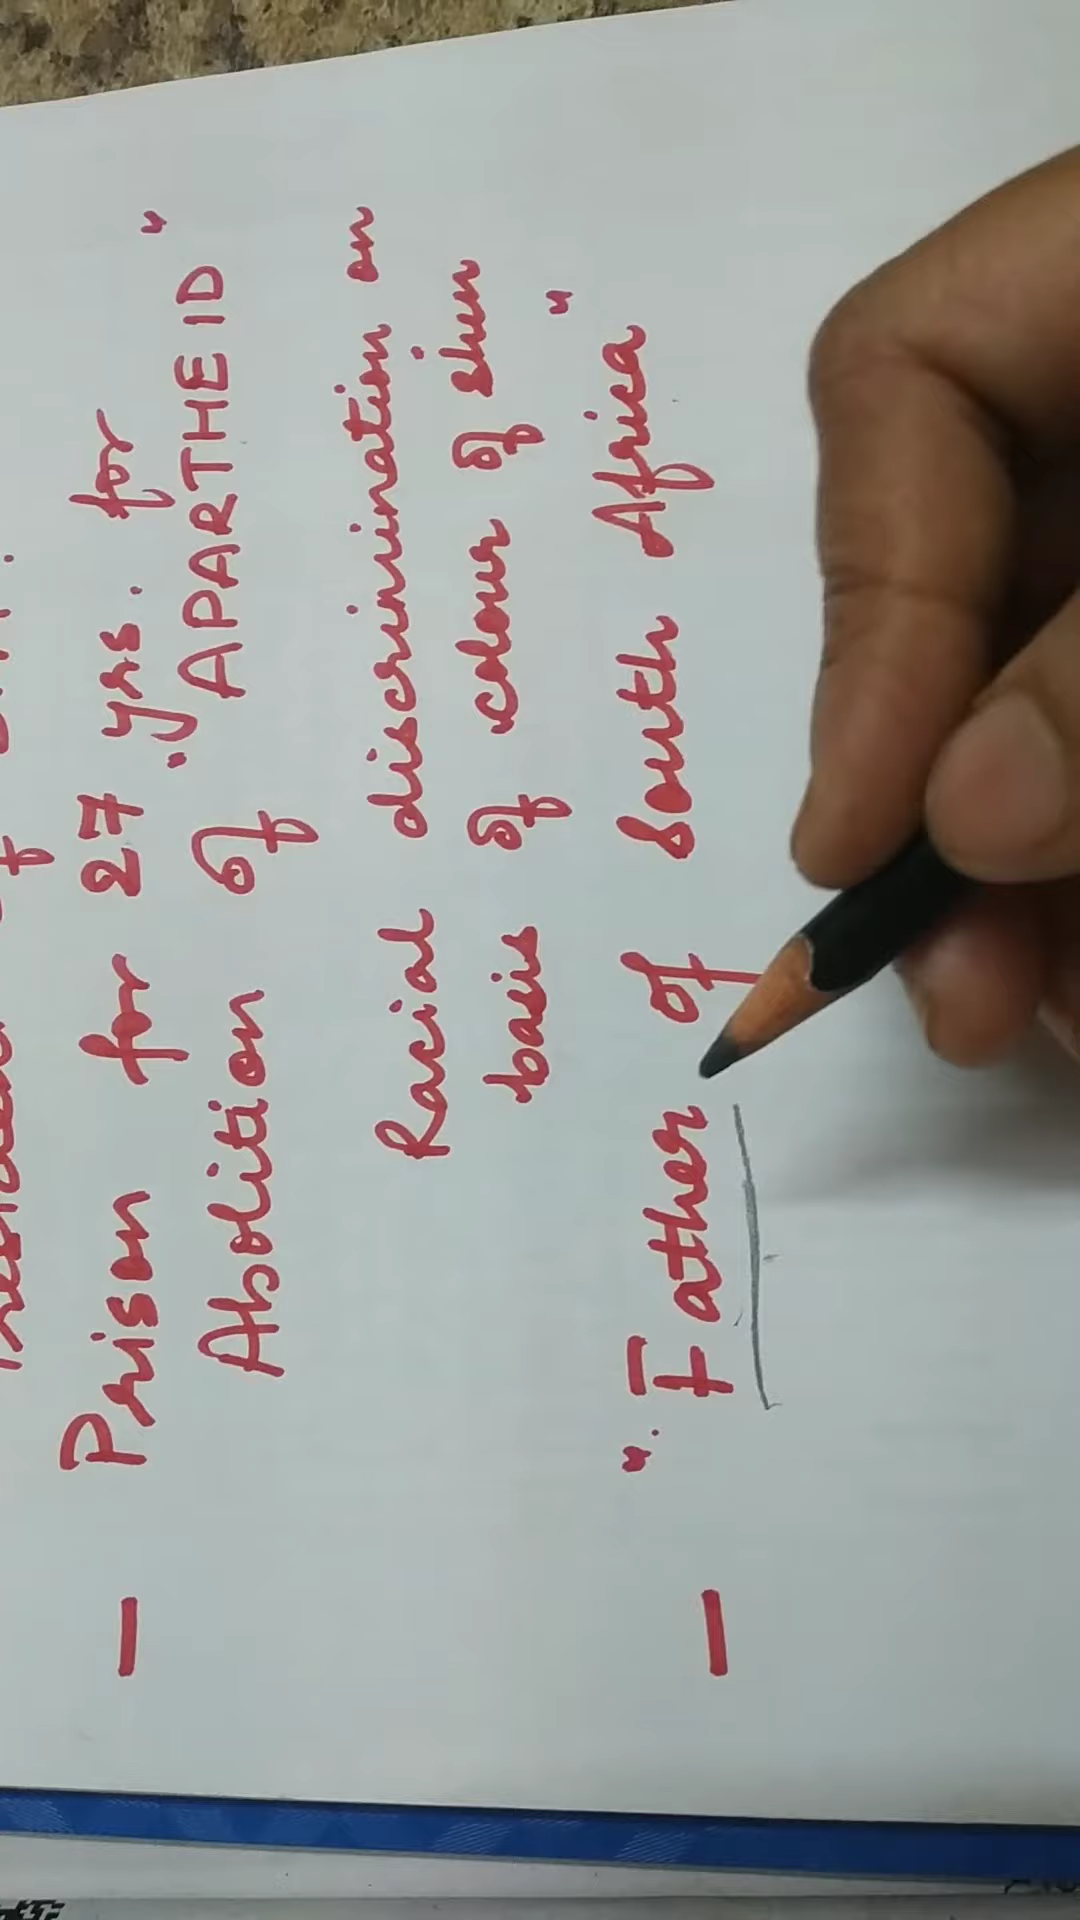 – Prison for 27 yrs. for
Abolition of "APARTHEID"
Racial discrimination on
basis of colour of skin
– "Father of South Africa"